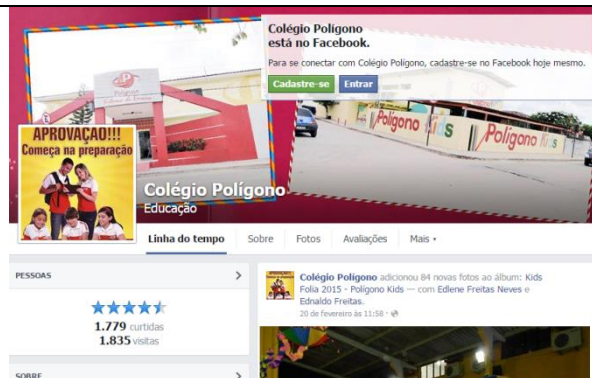 Colégio Polígono
está no Facebook.
Para se conectar com Colégio Polígono, cadastre-se no Facebook hoje mesmo.
Cadastre-se Entrar
Polígono
Polígono Kids
Polígono Kids
APROVAÇÃO!!!
Começa na preparação
Colégio Polígono
Educação
Linha do tempo Sobre Fotos Avaliações Mais
PESSOAS
1.779 curtidas
1.835 visitas
SOBRE
Colégio Polígono adicionou 84 novas fotos ao álbum: Kids
Folia 2015 · Polígono Kids — com Edlene Freitas Neves e
Ednaldo Freitas.
20 de fevereiro às 11:58 ·